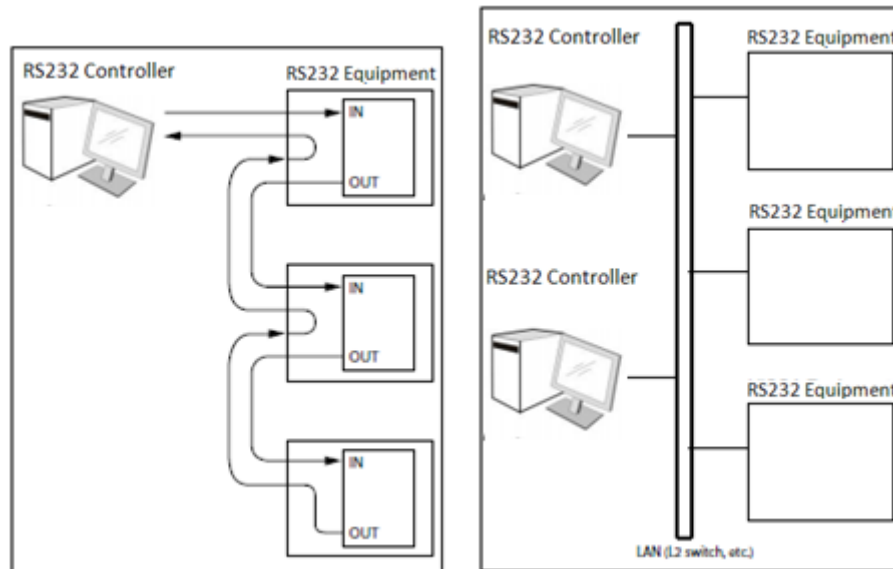 RS232 Controller
RS232 Equipment
IN
OUT
IN
OUT
IN
OUT
RS232 Controller
RS232 Equipment
RS232 Equipment
RS232 Controller
RS232 Equipment
LAN (L2 switch, etc.)